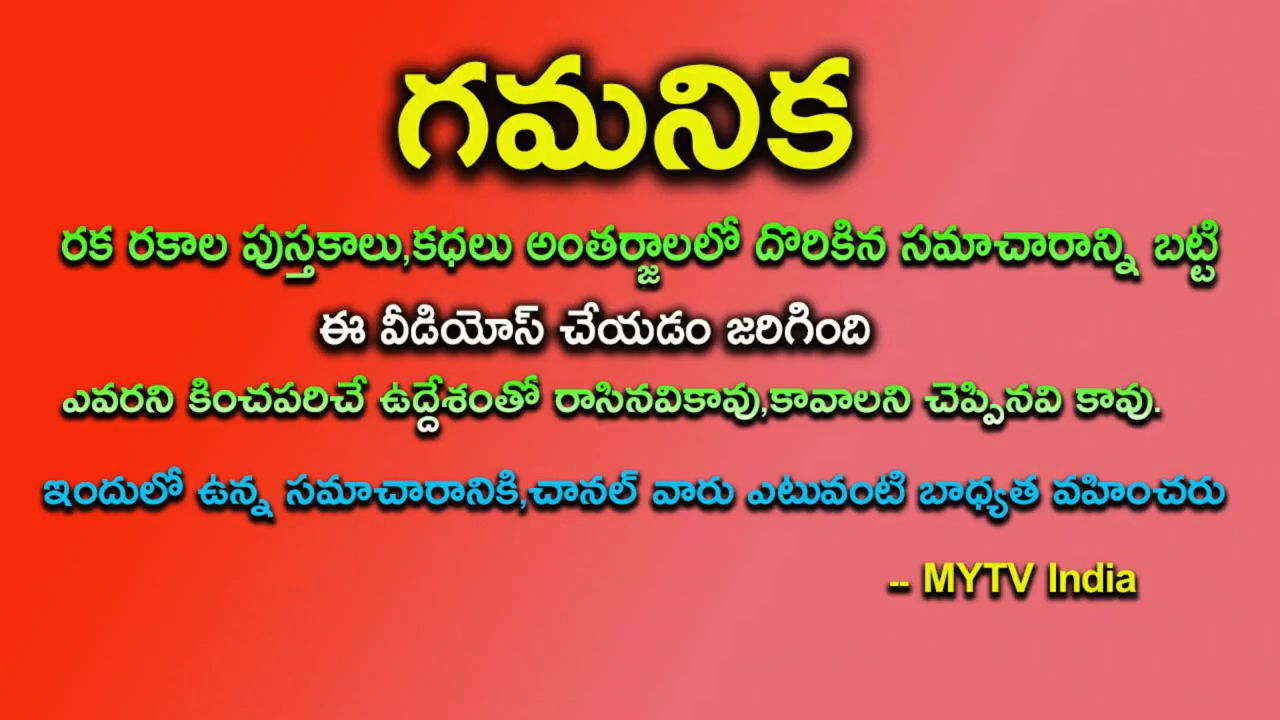 గమనిక
రక రకాల పుస్తకాలు,కధలు అంతర్జాలలో దొరికిన సమాచారాన్ని బట్టి
ఈ వీడియోస్ చేయడం జరిగింది
ఎవరని కించపరిచే ఉద్దేశంతో రాసినవికావు,కావాలని చెప్పినవి కావు.
ఇందులో ఉన్న సమాచారానికి,చానల్ వారు ఎటువంటి బాధ్యత వహించరు
-- MYTV India